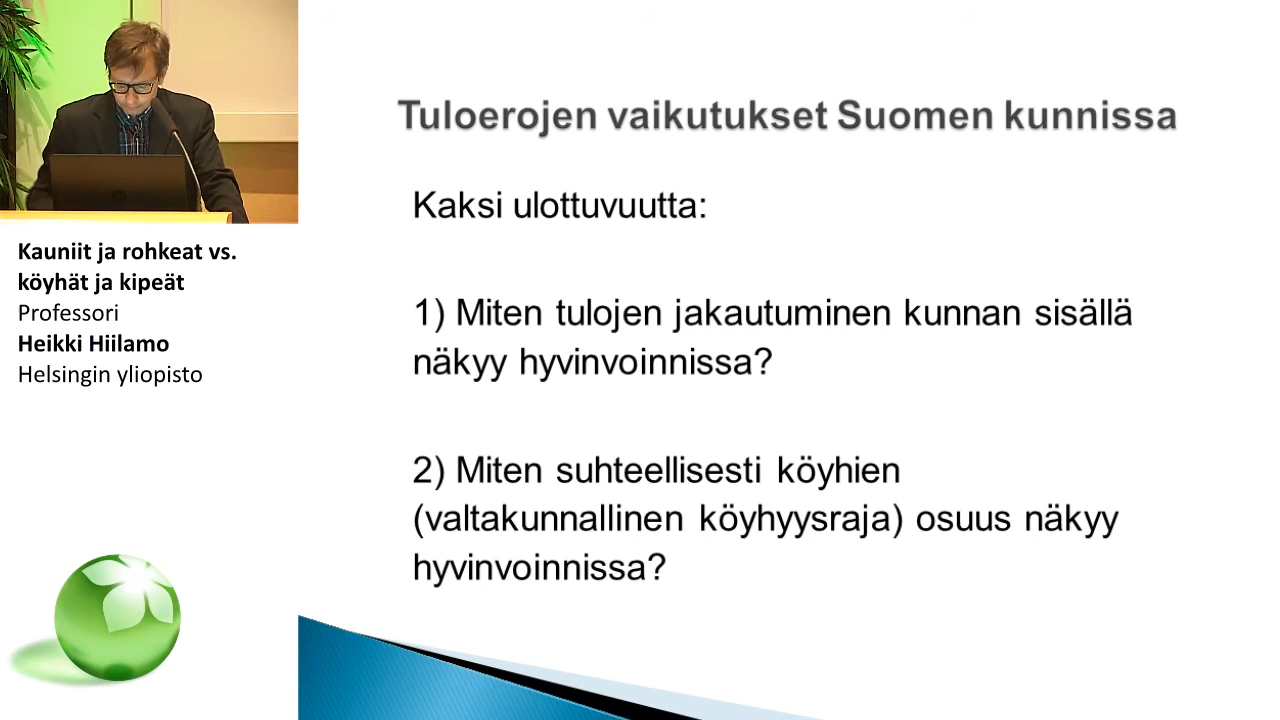 Kauniit ja rohkeat vs.
köyhät ja kipeät
Professori
Heikki Hiilamo
Helsingin yliopisto
Tuloerojen vaikutukset Suomen kunnissa
Kaksi ulottuvuutta:
1) Miten tulojen jakautuminen kunnan sisällä
näkyy hyvinvoinnissa?
2) Miten suhteellisesti köyhien
(valtakunnallinen köyhyysraja) osuus näkyy
hyvinvoinnissa?